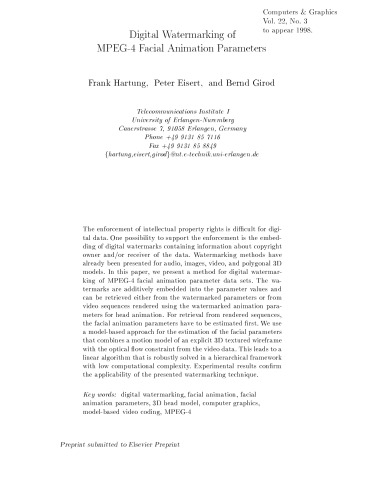 Computers & Graphics
Vol. 22, No. 3
to appear 1998.
Digital Watermarking of
MPEG-4 Facial Animation Parameters
Frank Hartung, Peter Eisert, and Bernd Girod
Telecommunications Institute I
University of Erlangen-Nuremberg
Cauerstrasse 7, 91058 Erlangen, Germany
Phone +49 9131 85 7116
Fax +49 9131 85 8849
{hartung,eisert,girod}@nt.e-technik.uni-erlangen.de
The enforcement of intellectual property rights is difficult for digi-
tal data. One possibility to support the enforcement is the embed-
ding of digital watermarks containing information about copyright
owner and/or receiver of the data. Watermarking methods have
already been presented for audio, images, video, and polygonal 3D
models. In this paper, we present a method for digital watermar-
king of MPEG-4 facial animation parameter data sets. The wa-
termarks are additively embedded into the parameter values and
can be retrieved either from the watermarked parameters or from
video sequences rendered using the watermarked animation para-
meters for head animation. For retrieval from rendered sequences,
the facial animation parameters have to be estimated first. We use
a model-based approach for the estimation of the facial parameters
that combines a motion model of an explicit 3D textured wireframe
with the optical flow constraint from the video data. This leads to a
linear algorithm that is robustly solved in a hierarchical framework
with low computational complexity. Experimental results confirm
the applicability of the presented watermarking technique.
Key words: digital watermarking, facial animation, facial
animation parameters, 3D head model, computer graphics,
model-based video coding, MPEG-4
Preprint submitted to Elsevier Preprint